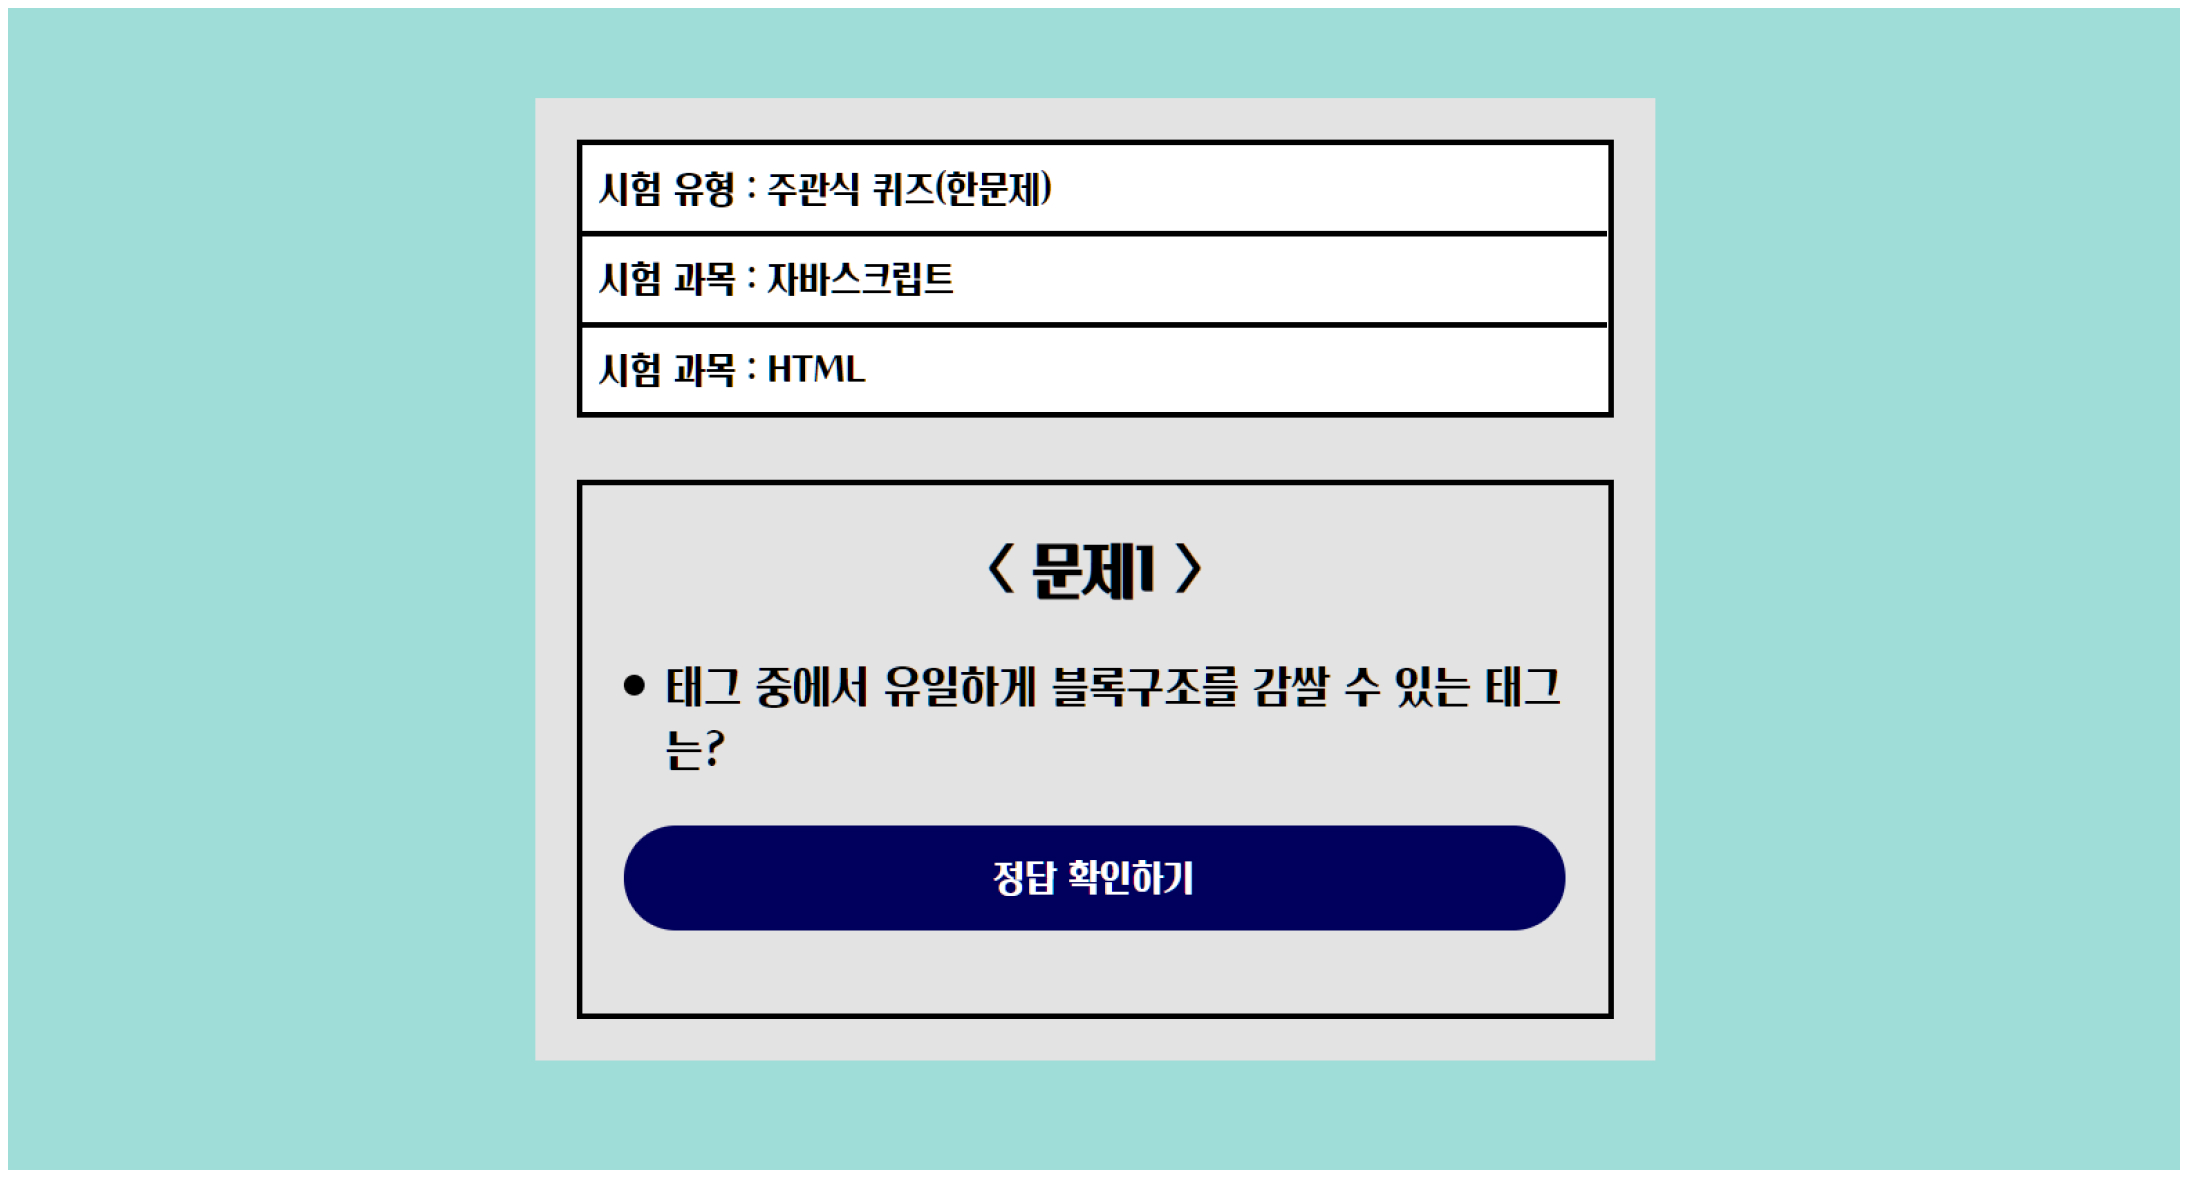 시험 유형 : 주관식 퀴즈(한문제)
시험 과목 : 자바스크립트
시험 과목 : HTML
< 문제1 >
● 태그 중에서 유일하게 블록구조를 감쌀 수 있는 태그
는?
정답 확인하기